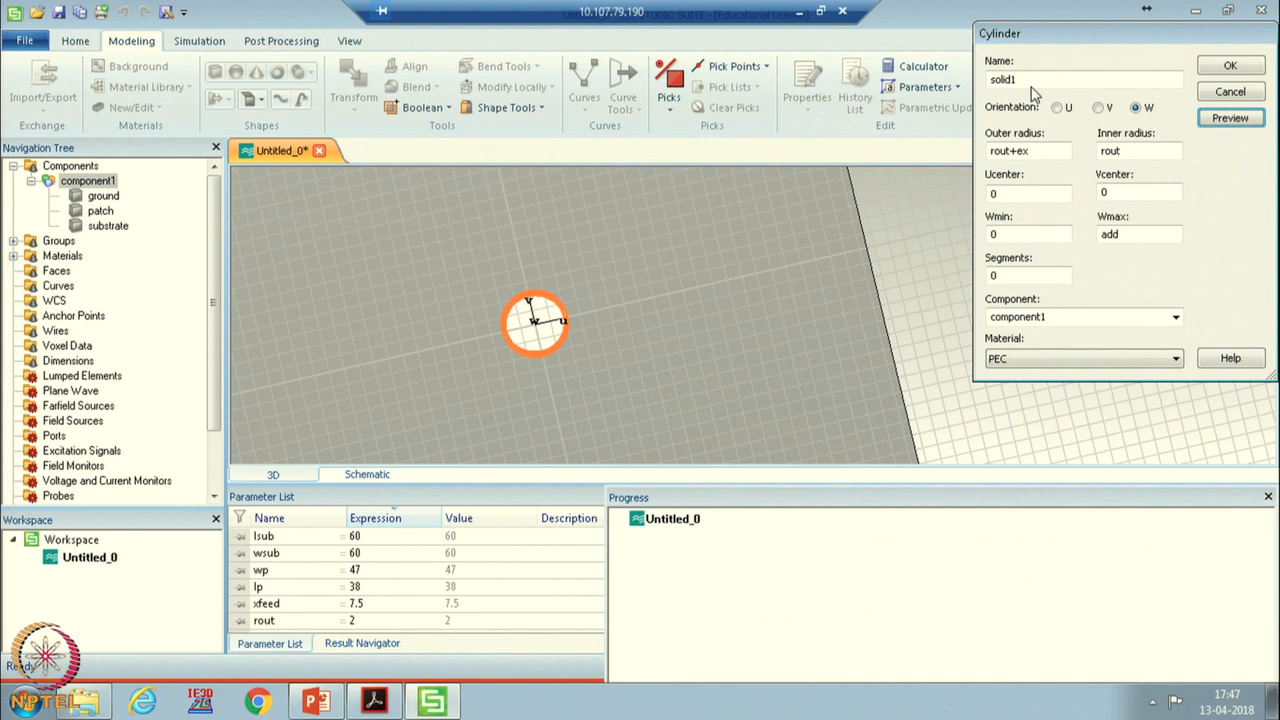 10.107.79.190
File
Home
Modeling
Simulation
Post Processing
View
Import/Export
Exchange
Background
Material Library
New/Edit
Materials
Shapes
Transform
Align
Blend
Boolean
Bend Tools
Modify Locally
Shape Tools
Tools
Curves
Curve Tools
Curves
Picks
Pick Points
Pick Lists
Clear Picks
Picks
Properties
History List
Calculator
Parameters
Parametric Upd
Edit
Navigation Tree
Components
component1
ground
patch
substrate
Groups
Materials
Faces
Curves
WCS
Anchor Points
Wires
Voxel Data
Dimensions
Lumped Elements
Plane Wave
Farfield Sources
Field Sources
Ports
Excitation Signals
Field Monitors
Voltage and Current Monitors
Probes
Workspace
Workspace
Untitled_0
Untitled_0*
v
w
u
3D
Schematic
Parameter List
Name Expression Value Description
lsub = 60 60
wsub = 60 60
wp = 47 47
lp = 38 38
xfeed = 7.5 7.5
rout = 2 2
Parameter List
Result Navigator
Progress
Untitled_0
Cylinder
Name:
solid1
Orientation: U V W
Outer radius: Inner radius:
rout+ex rout
Ucenter: Vcenter:
0 0
Wmin: Wmax:
0 add
Segments:
0
Component:
component1
Material:
PEC
OK
Cancel
Preview
Help
NPTEL
IE3D
17:47
13-04-2018